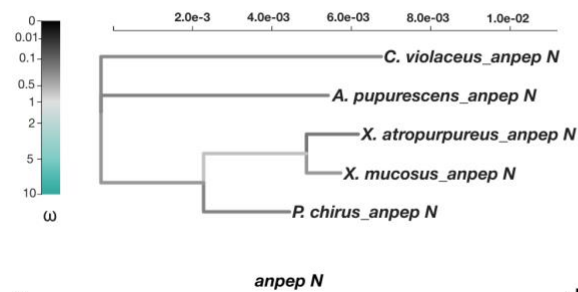 2.0e-3 4.0e-03 6.0e-03 8.0e-03 1.0e-02
0
0.01
0.1
0.5
1
2
5
10
ω
C. violaceus_anpep N
A. pupurescens_anpep N
X. atropurpureus_anpep N
X. mucosus_anpep N
P. chirus_anpep N
anpep N